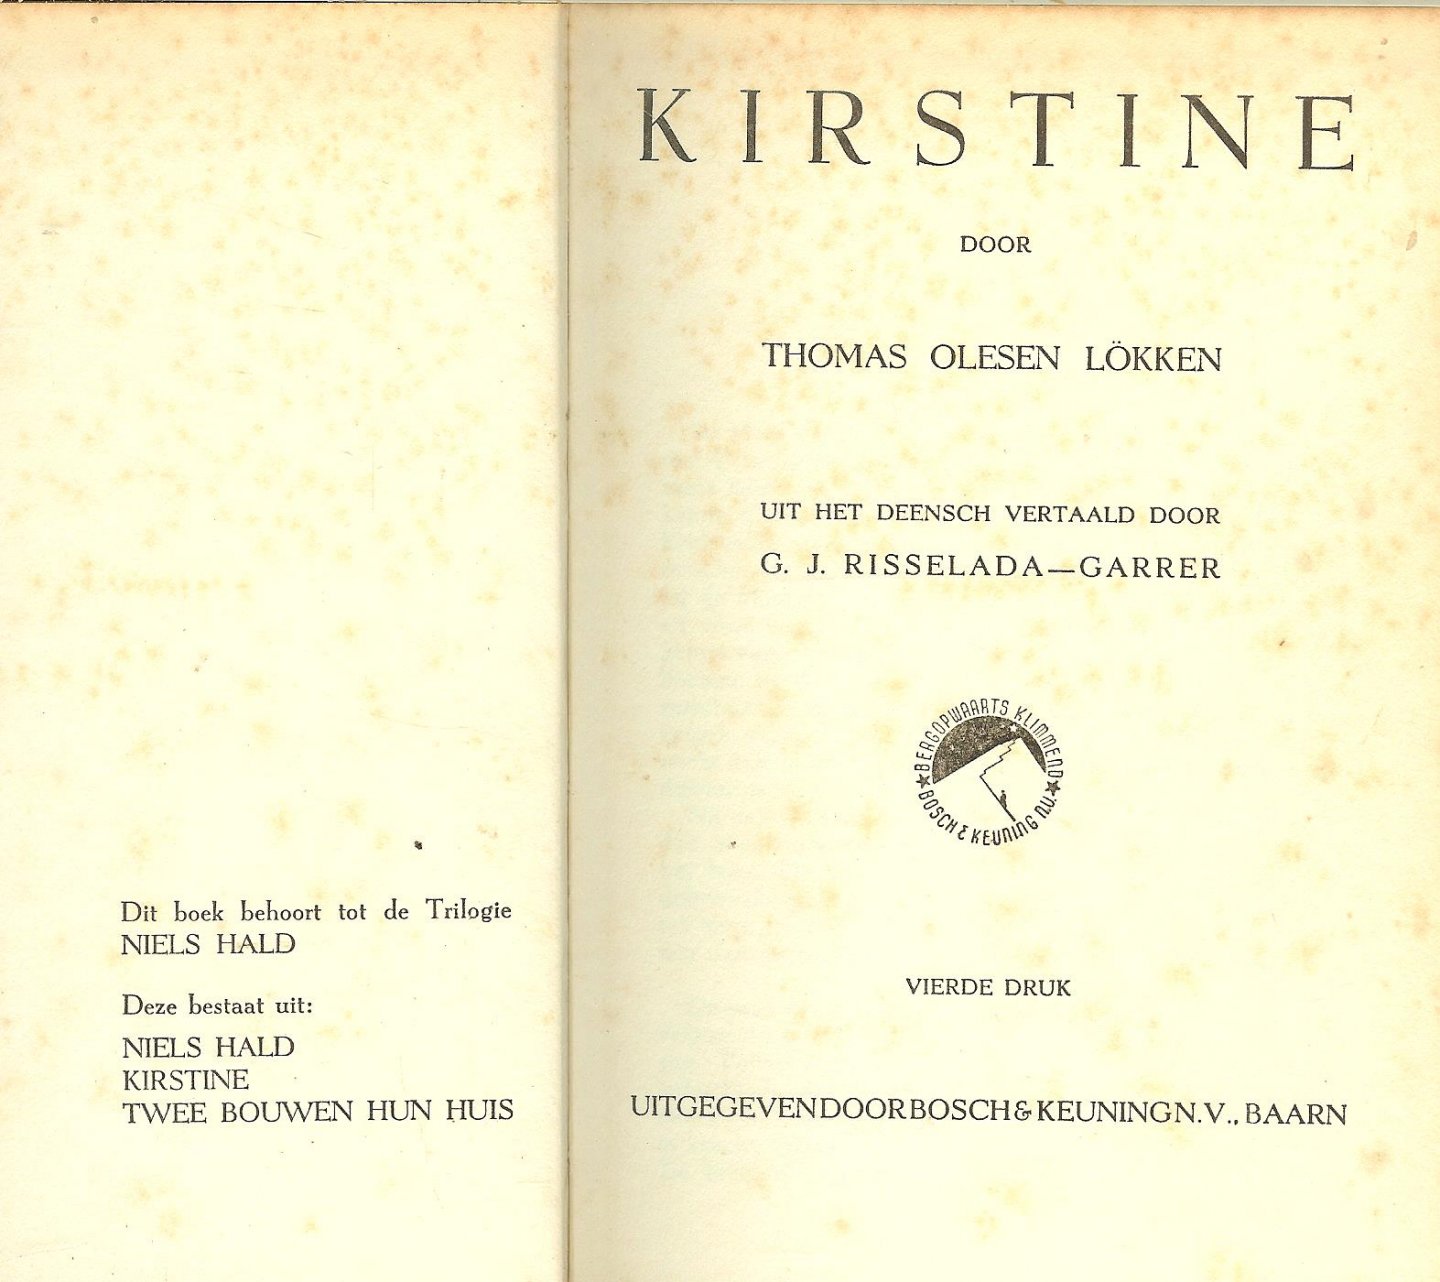 Dit boek behoort tot de Trilogie
NIELS HALD
Deze bestaat uit:
NIELS HALD
KIRSTINE
TWEE BOUWEN HUN HUIS
KIRSTINE
DOOR
THOMAS OLESEN LÖKKEN
UIT HET DEENSCH VERTAALD DOOR
G. J. RISSELADA—GARRER
BERGOPWAARTS KLIMMEND
BOSCH & KEUNING N.V.
VIERDE DRUK
UITGEGEVEN DOOR BOSCH & KEUNING N.V., BAARN